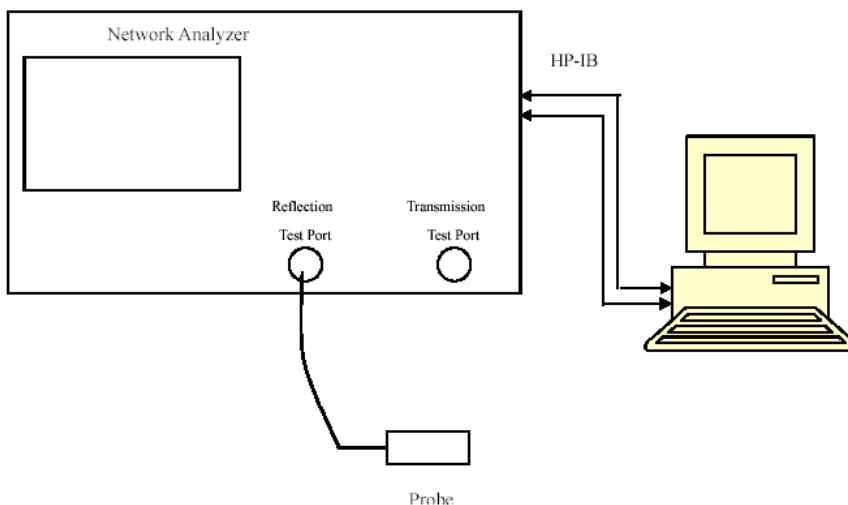 Network Analyzer
HP-IB
Reflection
Test Port
Transmission
Test Port
Probe